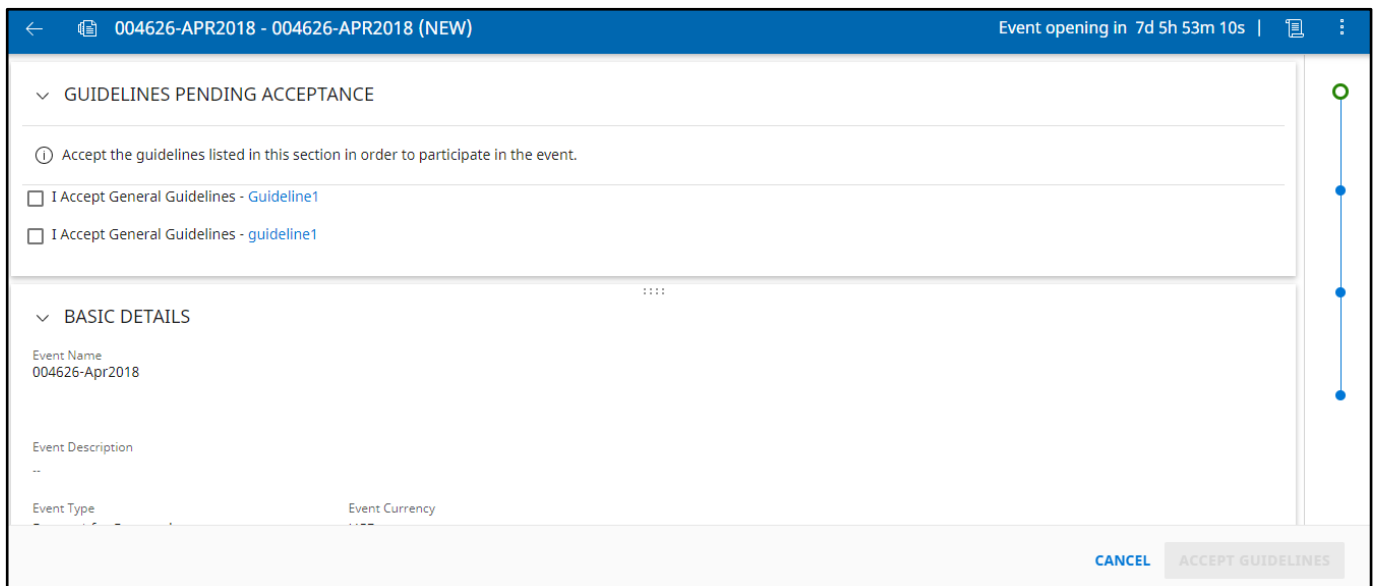 004626-APR2018 - 004626-APR2018 (NEW) Event opening in 7d 5h 53m 10s |
GUIDELINES PENDING ACCEPTANCE
Accept the guidelines listed in this section in order to participate in the event.
I Accept General Guidelines - Guideline1
I Accept General Guidelines - guideline1
BASIC DETAILS
Event Name
004626-Apr2018
Event Description
--
Event Type Event Currency
CANCEL ACCEPT GUIDELINES